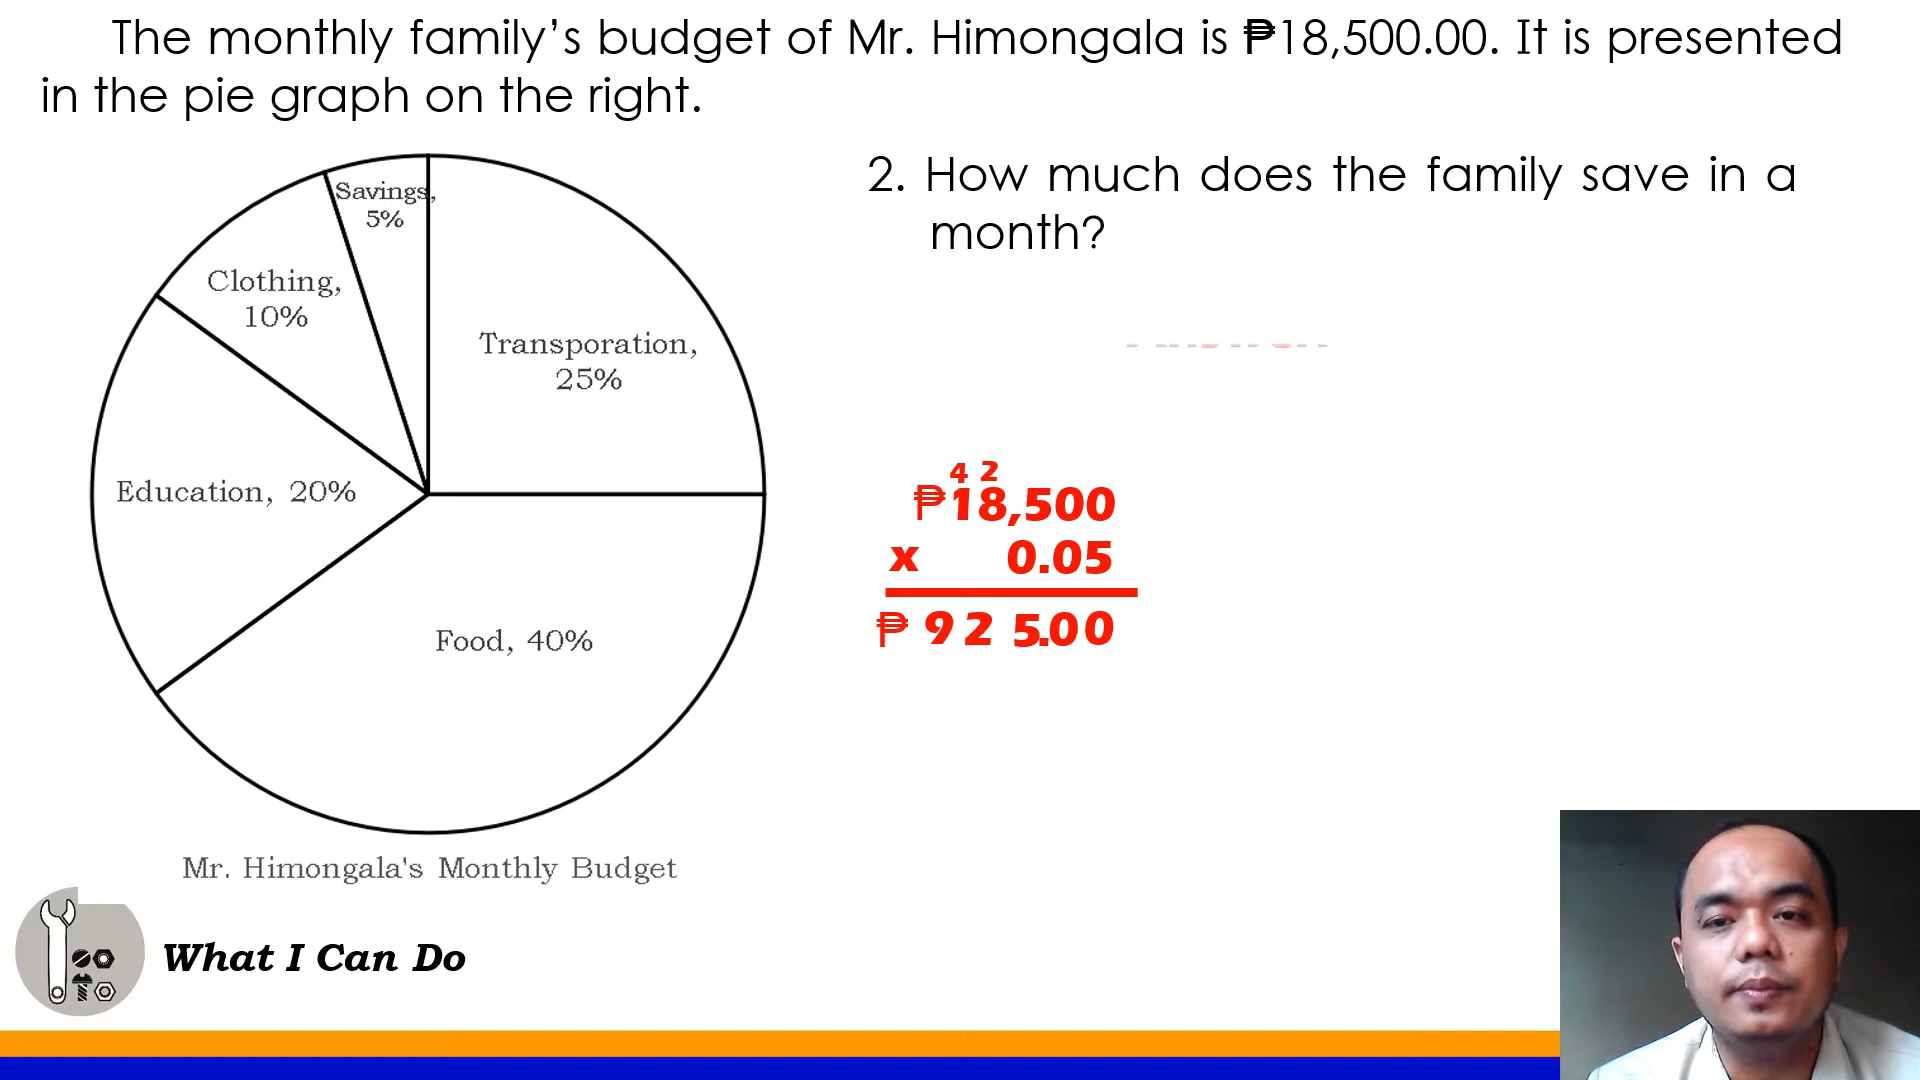 The monthly family’s budget of Mr. Himongala is ₱18,500.00. It is presented
in the pie graph on the right.
Savings,
5%
Clothing,
10%
Transporation,
25%
Education, 20%
Food, 40%
Mr. Himongala's Monthly Budget
2. How much does the family save in a
month?
4 2
₱18,500
x 0.05
₱ 925.00
What I Can Do